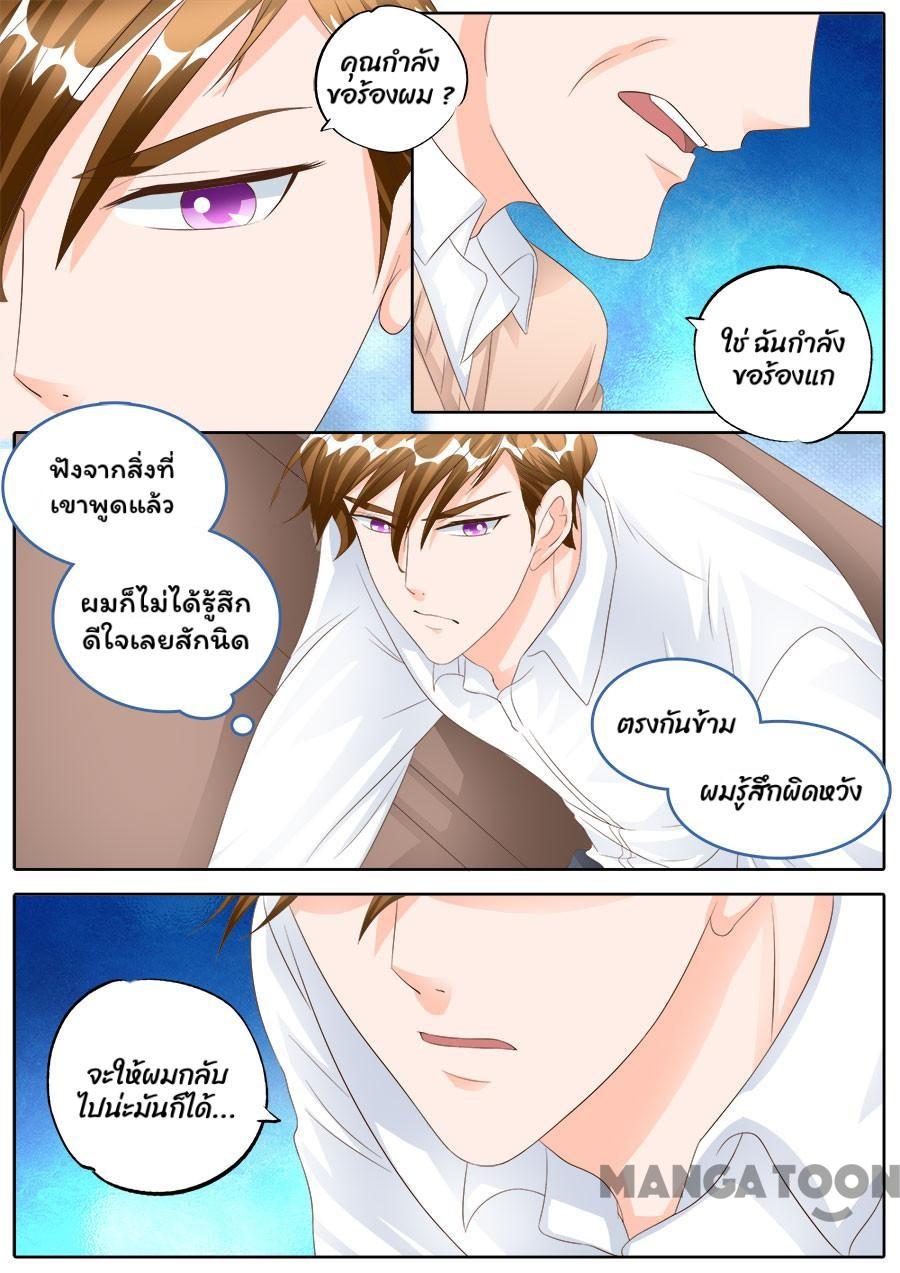 คุณกำลัง
ขอร้องผม ?
ใช่ ฉันกำลัง
ขอร้องแก
ฟังจากสิ่งที่
เขาพูดแล้ว
ผมก็ไม่ได้รู้สึก
ดีใจเลยสักนิด
ตรงกันข้าม
ผมรู้สึกผิดหวัง
จะให้ผมกลับ
ไปน่ะมันก็ได้...
MANGATOON